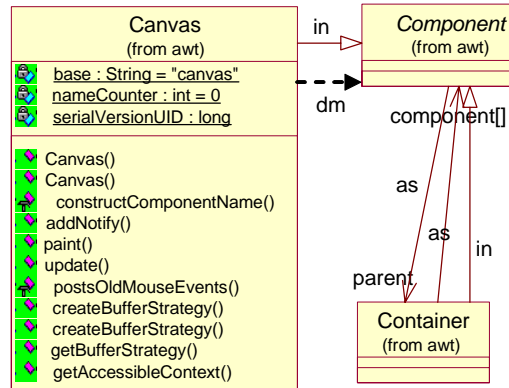 Canvas
(from awt)
base : String = "canvas"
nameCounter : int = 0
serialVersionUID : long
Canvas()
Canvas()
constructComponentName()
addNotify()
paint()
update()
postsOldMouseEvents()
createBufferStrategy()
createBufferStrategy()
getBufferStrategy()
getAccessibleContext()
in
dm
Component
(from awt)
component[]
as
as
in
parent
Container
(from awt)